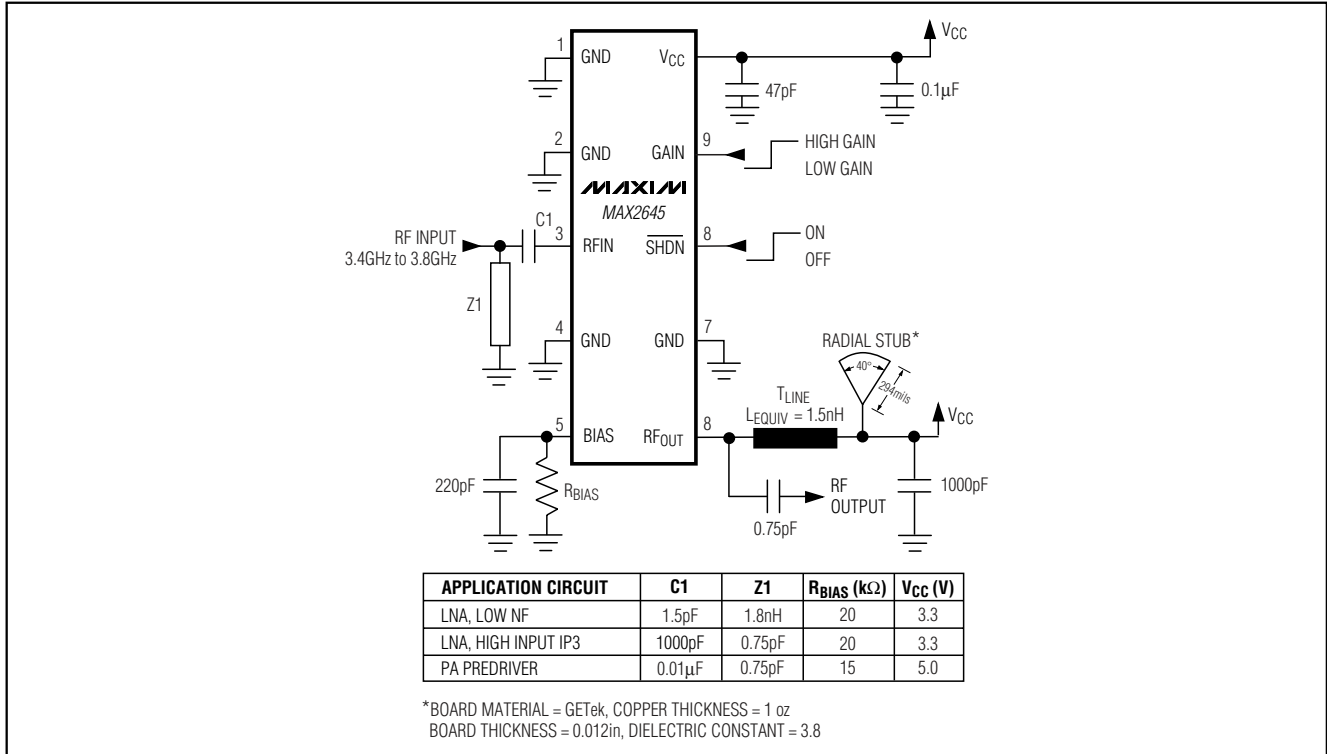 1
GND
VCC
VCC
47pF
0.1µF
2
GND
GAIN
9
HIGH GAIN
LOW GAIN
MAXIM
MAX2645
C1
RF INPUT
3.4GHz to 3.8GHz
3
RFIN
SHDN
8
ON
OFF
Z1
4
GND
GND
7
RADIAL STUB*
40°
294mils
TLINE
LEQUIV = 1.5nH
VCC
5
BIAS
RFOUT
8
220pF
RBIAS
RF
OUTPUT
0.75pF
1000pF
APPLICATION CIRCUIT C1 Z1 RBIAS (kΩ) VCC (V)
LNA, LOW NF 1.5pF 1.8nH 20 3.3
LNA, HIGH INPUT IP3 1000pF 0.75pF 20 3.3
PA PREDRIVER 0.01µF 0.75pF 15 5.0
*BOARD MATERIAL = GETek, COPPER THICKNESS = 1 oz
BOARD THICKNESS = 0.012in, DIELECTRIC CONSTANT = 3.8